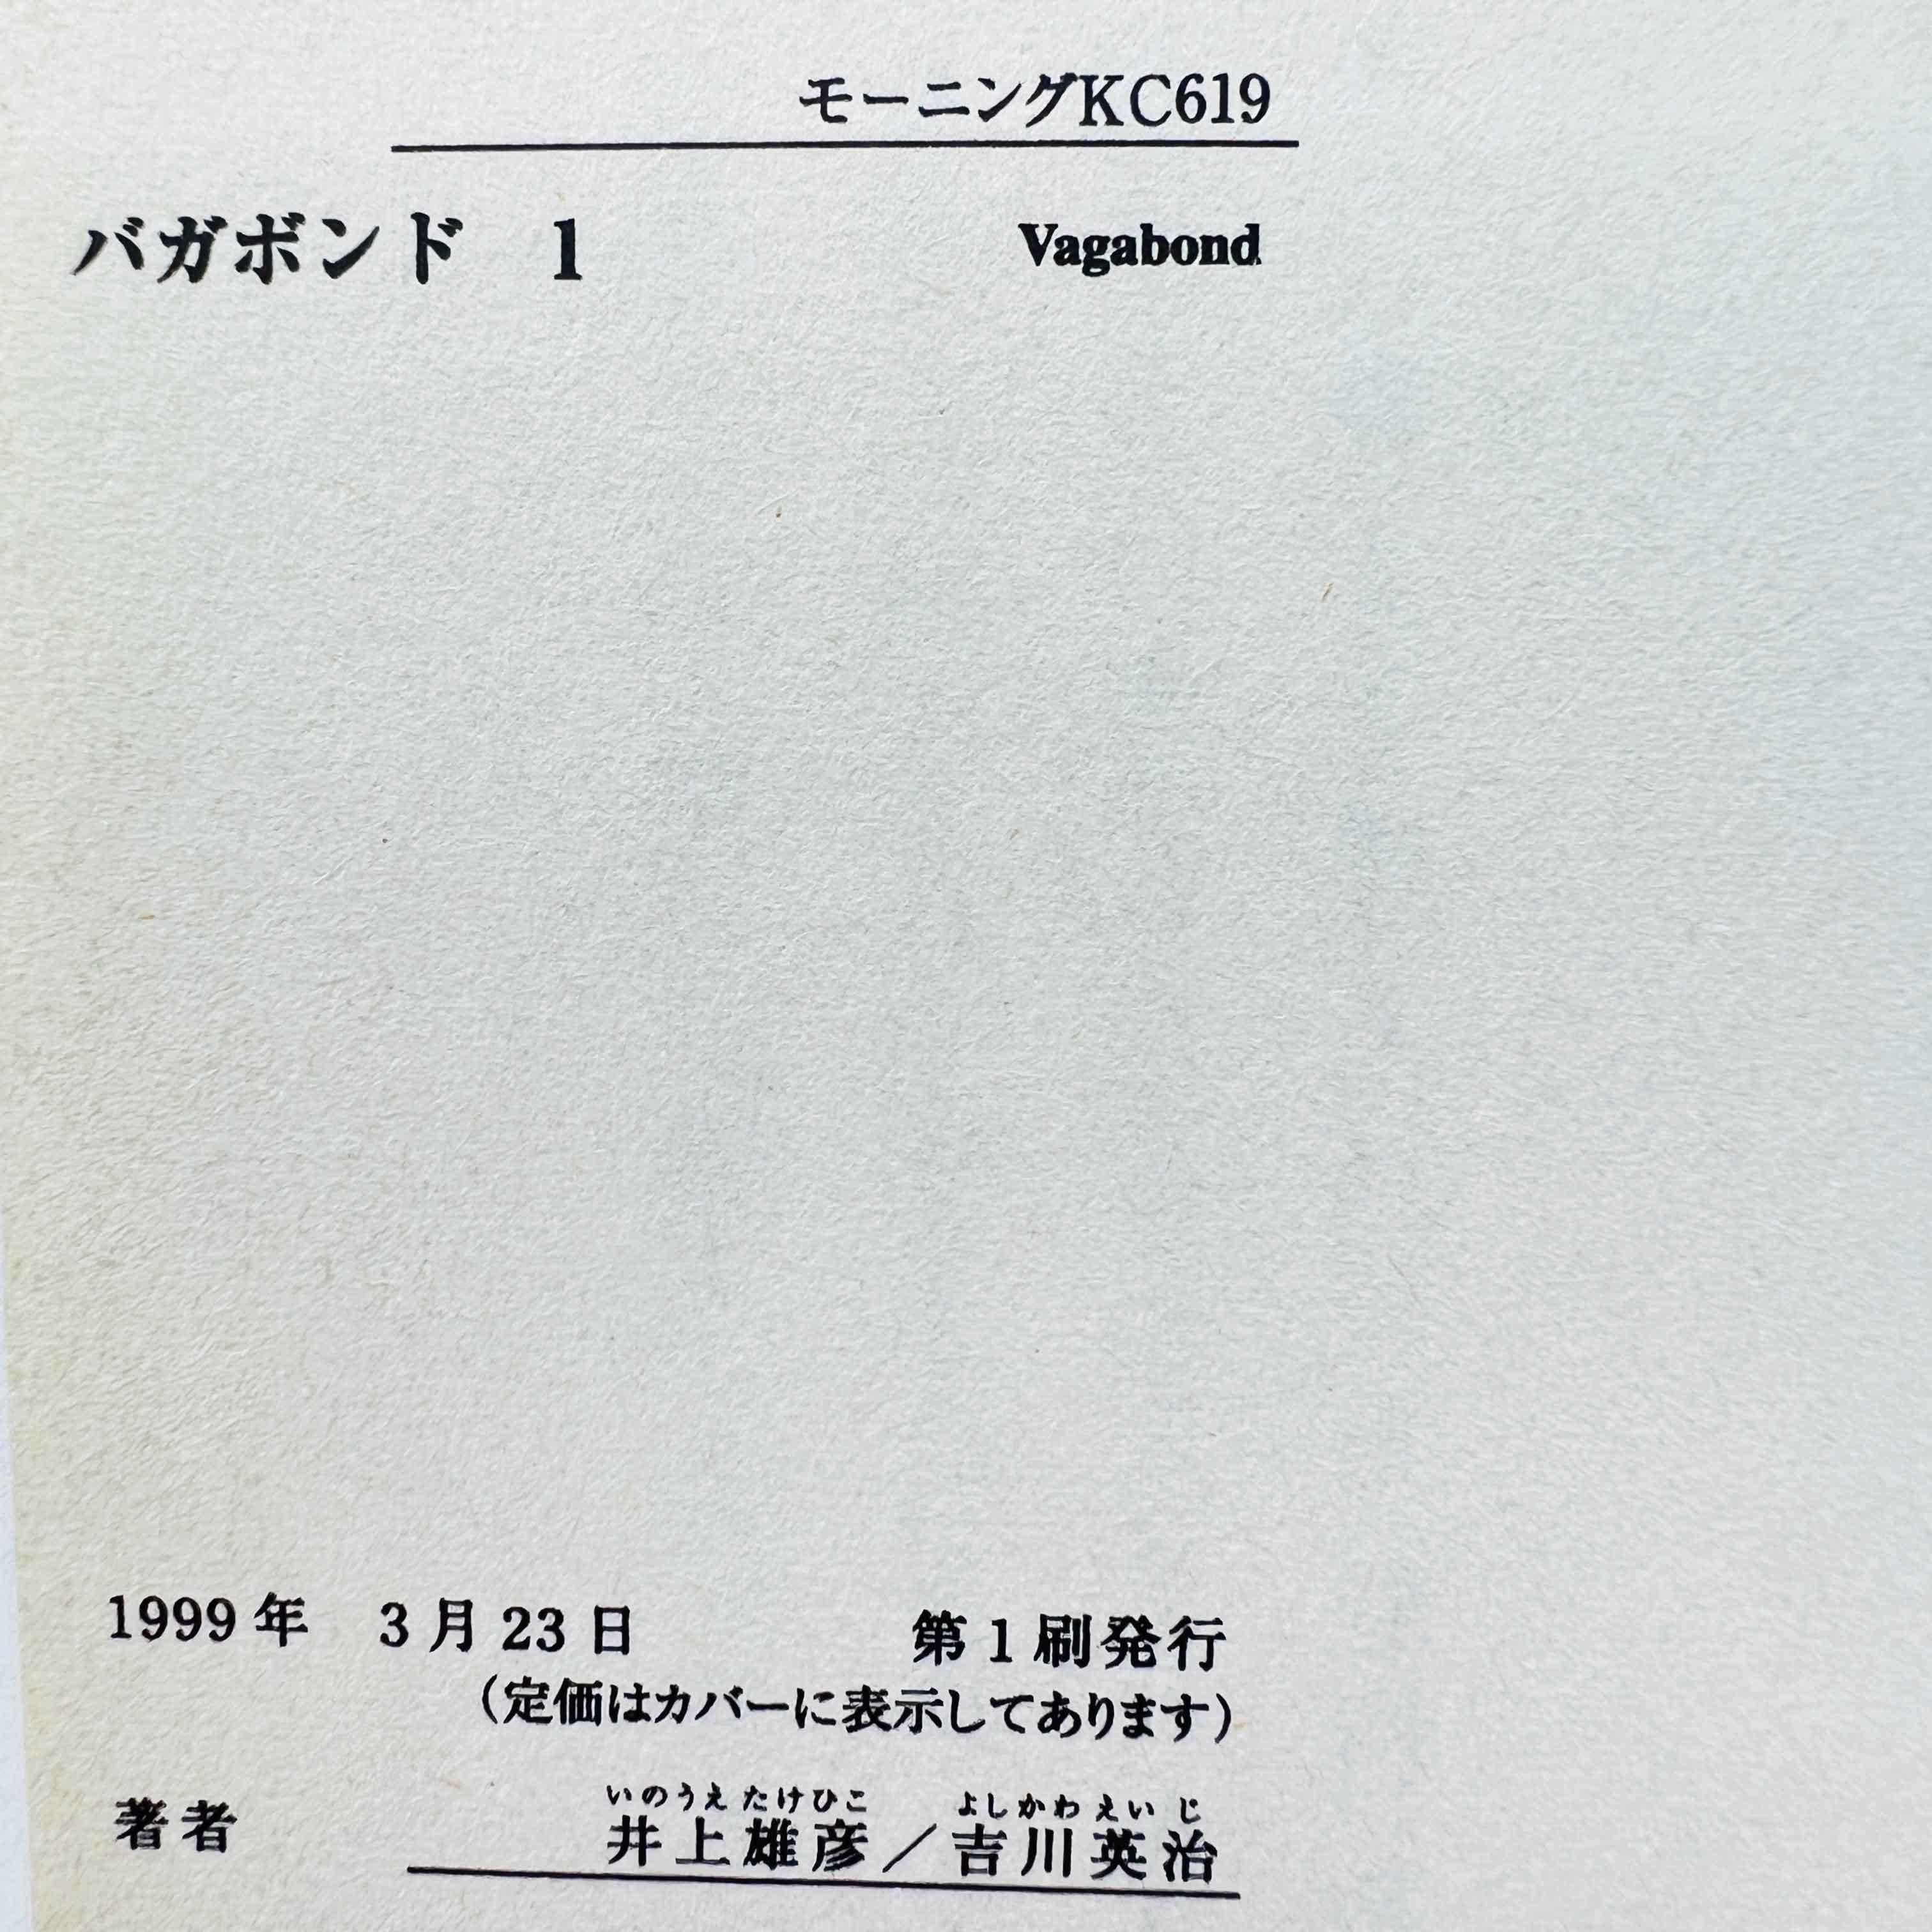 モーニングKC619
バガボンド 1 Vagabond
1999年 3月23日 第1刷発行
（定価はカバーに表示してあります）
いのうえ たけひこ よしかわ えいじ
著者 井上雄彦／吉川英治